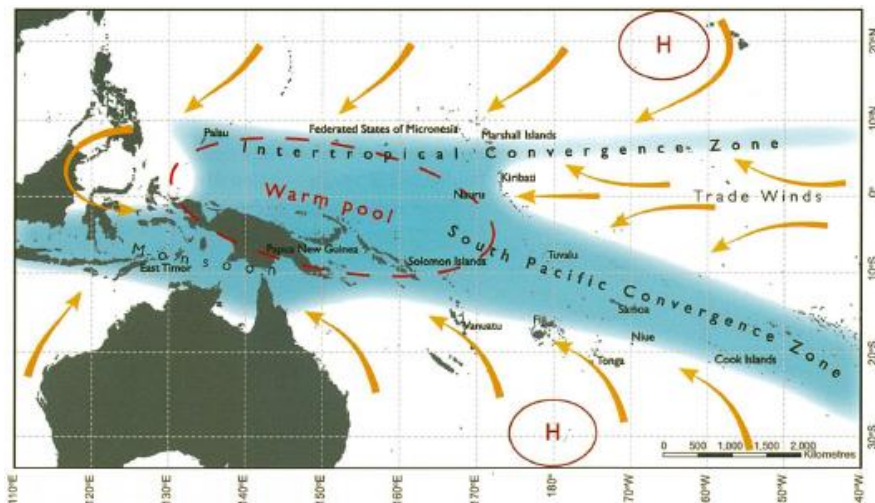 H
20°N
10°N
Palau
Federated States of Micronesia
Marshall Islands
Intertropical Convergence Zone
Kiribati
Warm pool
Nauru
Trade Winds
0°
Monsoon
Papua New Guinea
Solomon Islands
South Pacific Convergence Zone
Tuvalu
East Timor
10°S
Samoa
Vanuatu
Fiji
Niue
Tonga
Cook Islands
20°S
H
30°S
0 500 1,000 1,500 2,000
Kilometres
110°E 120°E 130°E 140°E 150°E 160°E 170°E 180° 170°W 160°W 150°W 140°W